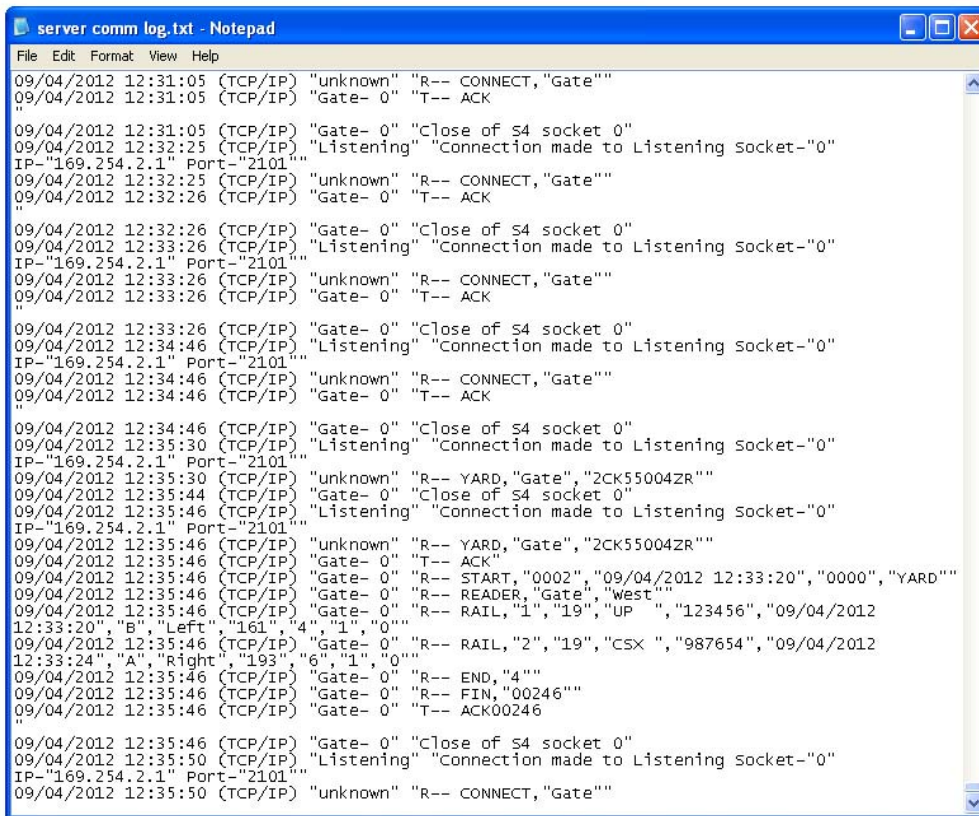 server comm log.txt - Notepad
File Edit Format View Help
09/04/2012 12:31:05 (TCP/IP) "unknown" "R-- CONNECT,"Gate""
09/04/2012 12:31:05 (TCP/IP) "Gate- 0" "T-- ACK
"
09/04/2012 12:31:05 (TCP/IP) "Gate- 0" "Close of S4 socket 0"
09/04/2012 12:32:25 (TCP/IP) "Listening" "Connection made to Listening Socket-"0"
IP-"169.254.2.1" Port-"2101""
09/04/2012 12:32:25 (TCP/IP) "unknown" "R-- CONNECT,"Gate""
09/04/2012 12:32:26 (TCP/IP) "Gate- 0" "T-- ACK
"
09/04/2012 12:32:26 (TCP/IP) "Gate- 0" "Close of S4 socket 0"
09/04/2012 12:33:26 (TCP/IP) "Listening" "Connection made to Listening Socket-"0"
IP-"169.254.2.1" Port-"2101""
09/04/2012 12:33:26 (TCP/IP) "unknown" "R-- CONNECT,"Gate""
09/04/2012 12:33:26 (TCP/IP) "Gate- 0" "T-- ACK
"
09/04/2012 12:33:26 (TCP/IP) "Gate- 0" "Close of S4 socket 0"
09/04/2012 12:34:46 (TCP/IP) "Listening" "Connection made to Listening Socket-"0"
IP-"169.254.2.1" Port-"2101""
09/04/2012 12:34:46 (TCP/IP) "unknown" "R-- CONNECT,"Gate""
09/04/2012 12:34:46 (TCP/IP) "Gate- 0" "T-- ACK
"
09/04/2012 12:34:46 (TCP/IP) "Gate- 0" "Close of S4 socket 0"
09/04/2012 12:35:30 (TCP/IP) "Listening" "Connection made to Listening Socket-"0"
IP-"169.254.2.1" Port-"2101""
09/04/2012 12:35:30 (TCP/IP) "unknown" "R-- YARD,"Gate","2CK55004ZR""
09/04/2012 12:35:44 (TCP/IP) "Gate- 0" "Close of S4 socket 0"
09/04/2012 12:35:46 (TCP/IP) "Listening" "Connection made to Listening Socket-"0"
IP-"169.254.2.1" Port-"2101""
09/04/2012 12:35:46 (TCP/IP) "unknown" "R-- YARD,"Gate","2CK55004ZR""
09/04/2012 12:35:46 (TCP/IP) "Gate- 0" "T-- ACK"
09/04/2012 12:35:46 (TCP/IP) "Gate- 0" "R-- START,"0002","09/04/2012 12:33:20","0000","YARD""
09/04/2012 12:35:46 (TCP/IP) "Gate- 0" "R-- READER,"Gate","West""
09/04/2012 12:35:46 (TCP/IP) "Gate- 0" "R-- RAIL,"1","19","UP  ","123456","09/04/2012
12:33:20","B","Left","161","4","1","0""
09/04/2012 12:35:46 (TCP/IP) "Gate- 0" "R-- RAIL,"2","19","CSX ","987654","09/04/2012
12:33:24","A","Right","193","6","1","0""
09/04/2012 12:35:46 (TCP/IP) "Gate- 0" "R-- END,"4""
09/04/2012 12:35:46 (TCP/IP) "Gate- 0" "R-- FIN,"00246""
09/04/2012 12:35:46 (TCP/IP) "Gate- 0" "T-- ACK00246
"
09/04/2012 12:35:46 (TCP/IP) "Gate- 0" "Close of S4 socket 0"
09/04/2012 12:35:50 (TCP/IP) "Listening" "Connection made to Listening Socket-"0"
IP-"169.254.2.1" Port-"2101""
09/04/2012 12:35:50 (TCP/IP) "unknown" "R-- CONNECT,"Gate""